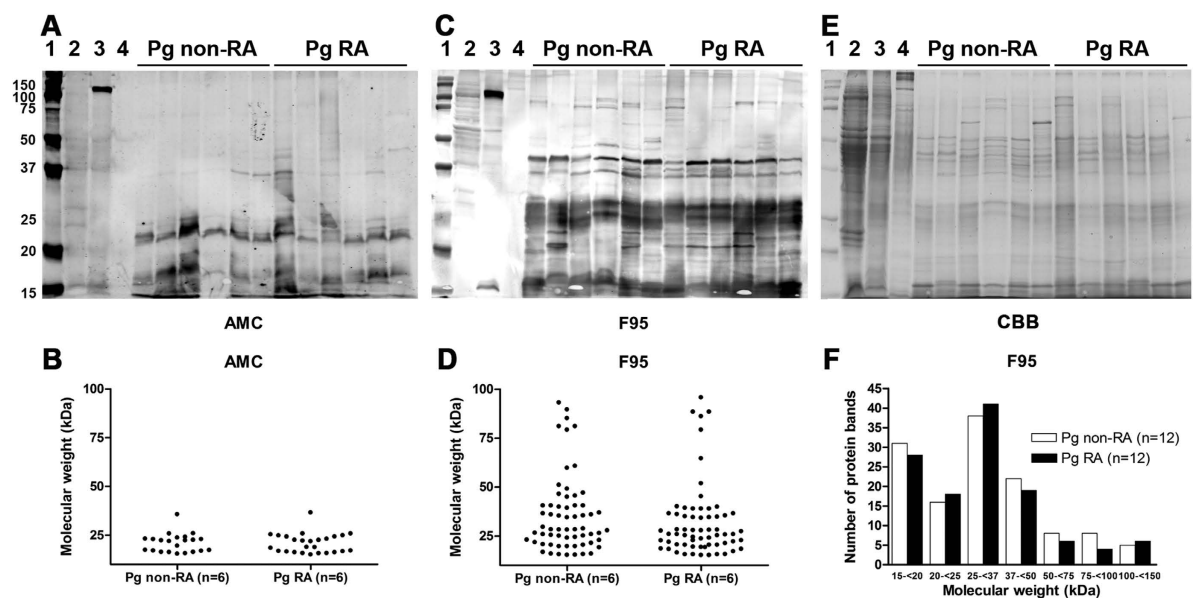 A C E
1 2 3 4 Pg non-RA Pg RA
1 2 3 4 Pg non-RA Pg RA
1 2 3 4 Pg non-RA Pg RA
150
100
75
50
37
25
20
15
AMC
F95
CBB
B
AMC
Molecular weight (kDa)
100
75
50
25
Pg non-RA (n=6) Pg RA (n=6)
D
F95
Molecular weight (kDa)
100
75
50
25
Pg non-RA (n=6) Pg RA (n=6)
F
F95
Number of protein bands
45
40
35
30
25
20
15
10
5
0
Pg non-RA (n=12)
Pg RA (n=12)
15-<20 20-<25 25-<37 37-<50 50-<75 75-<100 100-<150
Molecular weight (kDa)